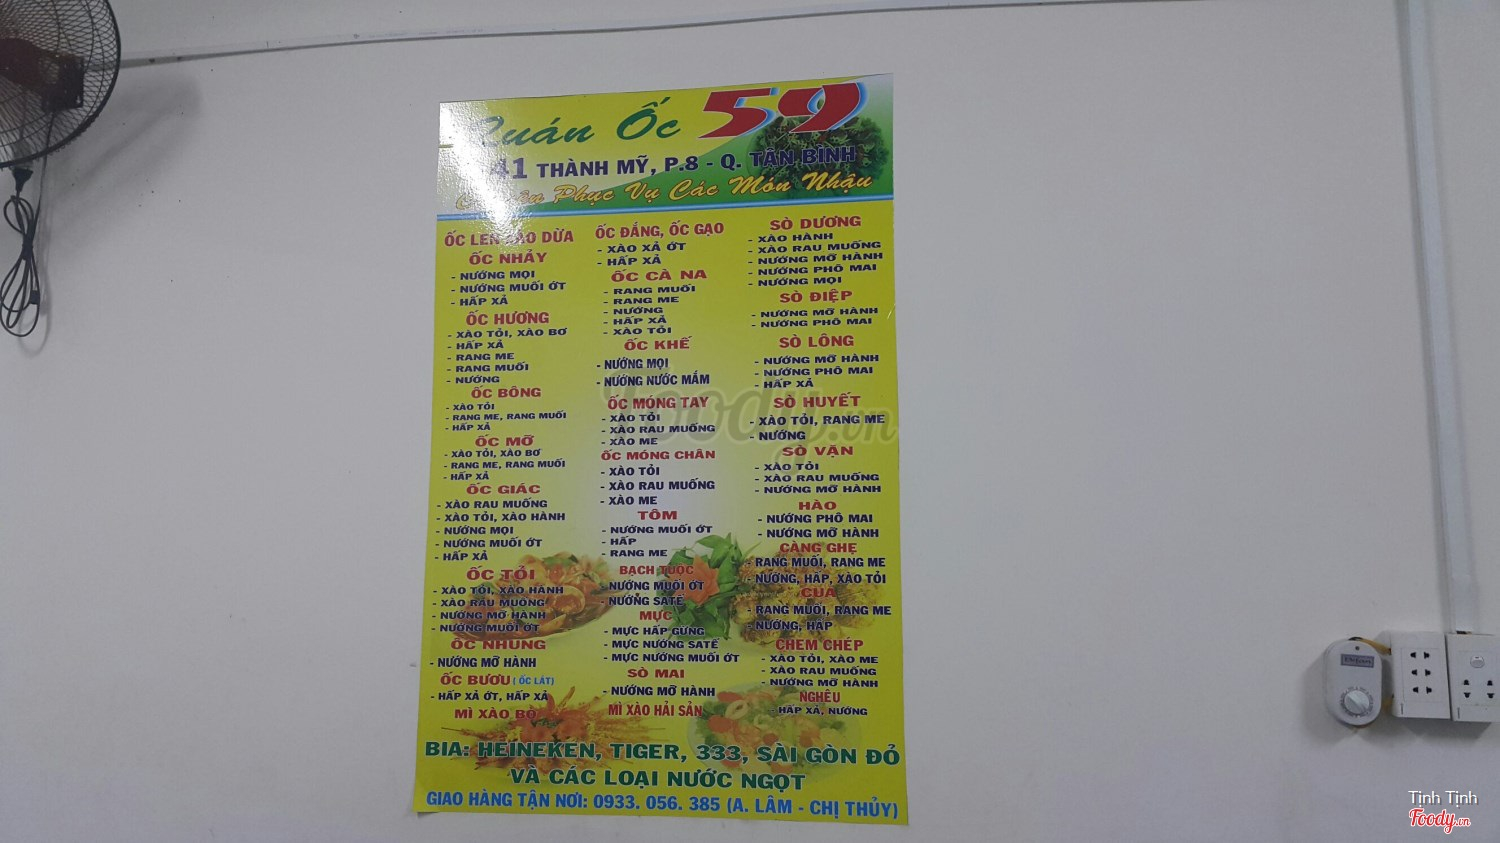 Quán Ốc 59
41 THÀNH MỸ, P.8 - Q. TÂN BÌNH
Phục Vụ Các Món Nhậu
ỐC LEN XÀO DỪA
ỐC NHẢY
- NƯỚNG MỌI
- NƯỚNG MUỐI ỚT
- HẤP XẢ
ỐC HƯƠNG
- XÀO TỎI, XÀO BƠ
- HẤP XẢ
- RANG ME
- RANG MUỐI
- NƯỚNG
ỐC BÔNG
- XÀO TỎI
- RANG ME, RANG MUỐI
- HẤP XẢ
ỐC MỠ
- XÀO TỎI, XÀO BƠ
- RANG ME, RANG MUỐI
- HẤP XẢ
ỐC GIÁC
- XÀO RAU MUỐNG
- XÀO TỎI, XÀO HÀNH
- NƯỚNG MỌI
- NƯỚNG MUỐI ỚT
- HẤP XẢ
ỐC TỎI
- XÀO TỎI, XÀO HÀNH
- XÀO RAU MUỐNG
- NƯỚNG MỠ HÀNH
- NƯỚNG MUỐI ỚT
ỐC NHUNG
- NƯỚNG MỠ HÀNH
ỐC BƯƠU (ỐC LÁT)
- HẤP XẢ ỚT, HẤP XẢ
MÌ XÀO BÒ
ỐC ĐẮNG, ỐC GẠO
- XÀO XẢ ỚT
- HẤP XẢ
ỐC CÀ NA
- RANG MUỐI
- RANG ME
- NƯỚNG
- HẤP XẢ
- XÀO TỎI
ỐC KHẾ
- NƯỚNG MỌI
- NƯỚNG NƯỚC MẮM
ỐC MÓNG TAY
- XÀO TỎI
- XÀO RAU MUỐNG
- XÀO ME
ỐC MÓNG CHÂN
- XÀO TỎI
- XÀO RAU MUỐNG
- XÀO ME
TÔM
- NƯỚNG MUỐI ỚT
- HẤP
- RANG ME
BẠCH TUỘC
- NƯỚNG MUỐI ỚT
- NƯỚNG SATẾ
MỰC
- MỰC HẤP GỪNG
- MỰC NƯỚNG SATẾ
- MỰC NƯỚNG MUỐI ỚT
SÒ MAI
- NƯỚNG MỠ HÀNH
MÌ XÀO HẢI SẢN
SÒ DƯƠNG
- XÀO HÀNH
- XÀO RAU MUỐNG
- NƯỚNG MỠ HÀNH
- NƯỚNG PHÔ MAI
- NƯỚNG MỌI
SÒ ĐIỆP
- NƯỚNG MỠ HÀNH
- NƯỚNG PHÔ MAI
SÒ LÔNG
- NƯỚNG MỠ HÀNH
- NƯỚNG PHÔ MAI
- HẤP XẢ
SÒ HUYẾT
- XÀO TỎI, RANG ME
- NƯỚNG
SÒ VẶN
- XÀO TỎI
- XÀO RAU MUỐNG
- NƯỚNG MỠ HÀNH
HÀO
- NƯỚNG PHÔ MAI
- NƯỚNG MỠ HÀNH
CÀNG GHẸ
- RANG MUỐI, RANG ME
- NƯỚNG, HẤP, XÀO TỎI
CUA
- RANG MUỐI, RANG ME
- NƯỚNG, HẤP
CHEM CHÉP
- XÀO TỎI, XÀO ME
- XÀO RAU MUỐNG
- NƯỚNG MỠ HÀNH
NGHÊU
- HẤP XẢ, NƯỚNG
BIA: HEINEKEN, TIGER, 333, SÀI GÒN ĐỎ
VÀ CÁC LOẠI NƯỚC NGỌT
GIAO HÀNG TẬN NƠI: 0933. 056. 385 (A. LÂM - CHỊ THỦY)
Foody.vn
Tịnh Tịnh
Foody.vn